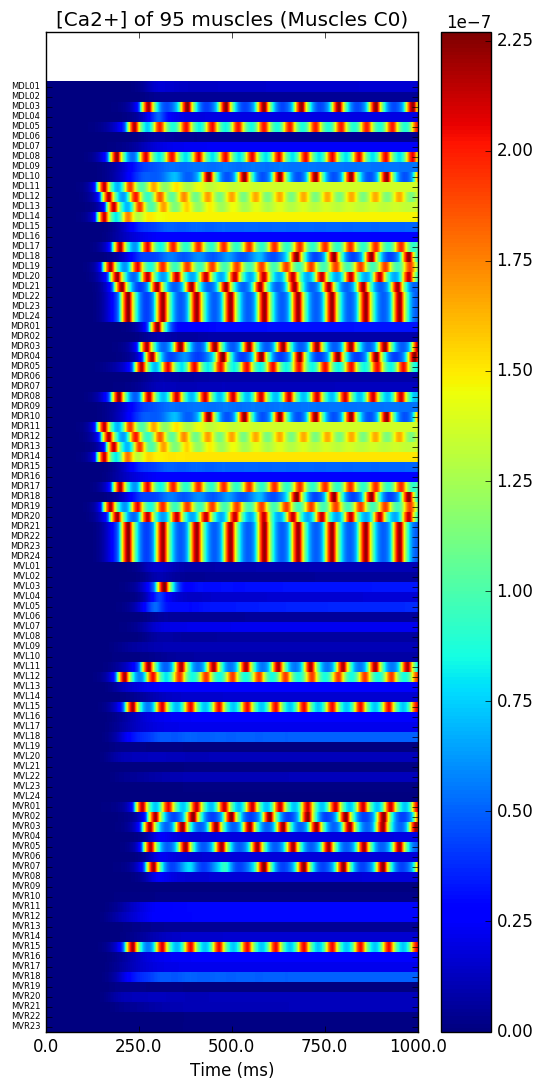 [Ca2+] of 95 muscles (Muscles C0)
1e−7
MDL01
MDL02
MDL03
MDL04
MDL05
MDL06
MDL07
MDL08
MDL09
MDL10
MDL11
MDL12
MDL13
MDL14
MDL15
MDL16
MDL17
MDL18
MDL19
MDL20
MDL21
MDL22
MDL23
MDL24
MDR01
MDR02
MDR03
MDR04
MDR05
MDR06
MDR07
MDR08
MDR09
MDR10
MDR11
MDR12
MDR13
MDR14
MDR15
MDR16
MDR17
MDR18
MDR19
MDR20
MDR21
MDR22
MDR23
MDR24
MVL01
MVL02
MVL03
MVL04
MVL05
MVL06
MVL07
MVL08
MVL09
MVL10
MVL11
MVL12
MVL13
MVL14
MVL15
MVL16
MVL17
MVL18
MVL19
MVL20
MVL21
MVL22
MVL23
MVL24
MVR01
MVR02
MVR03
MVR04
MVR05
MVR06
MVR07
MVR08
MVR09
MVR10
MVR11
MVR12
MVR13
MVR14
MVR15
MVR16
MVR17
MVR18
MVR19
MVR20
MVR21
MVR22
MVR23
0.0 250.0 500.0 750.0 1000.0
Time (ms)
2.25
2.00
1.75
1.50
1.25
1.00
0.75
0.50
0.25
0.00